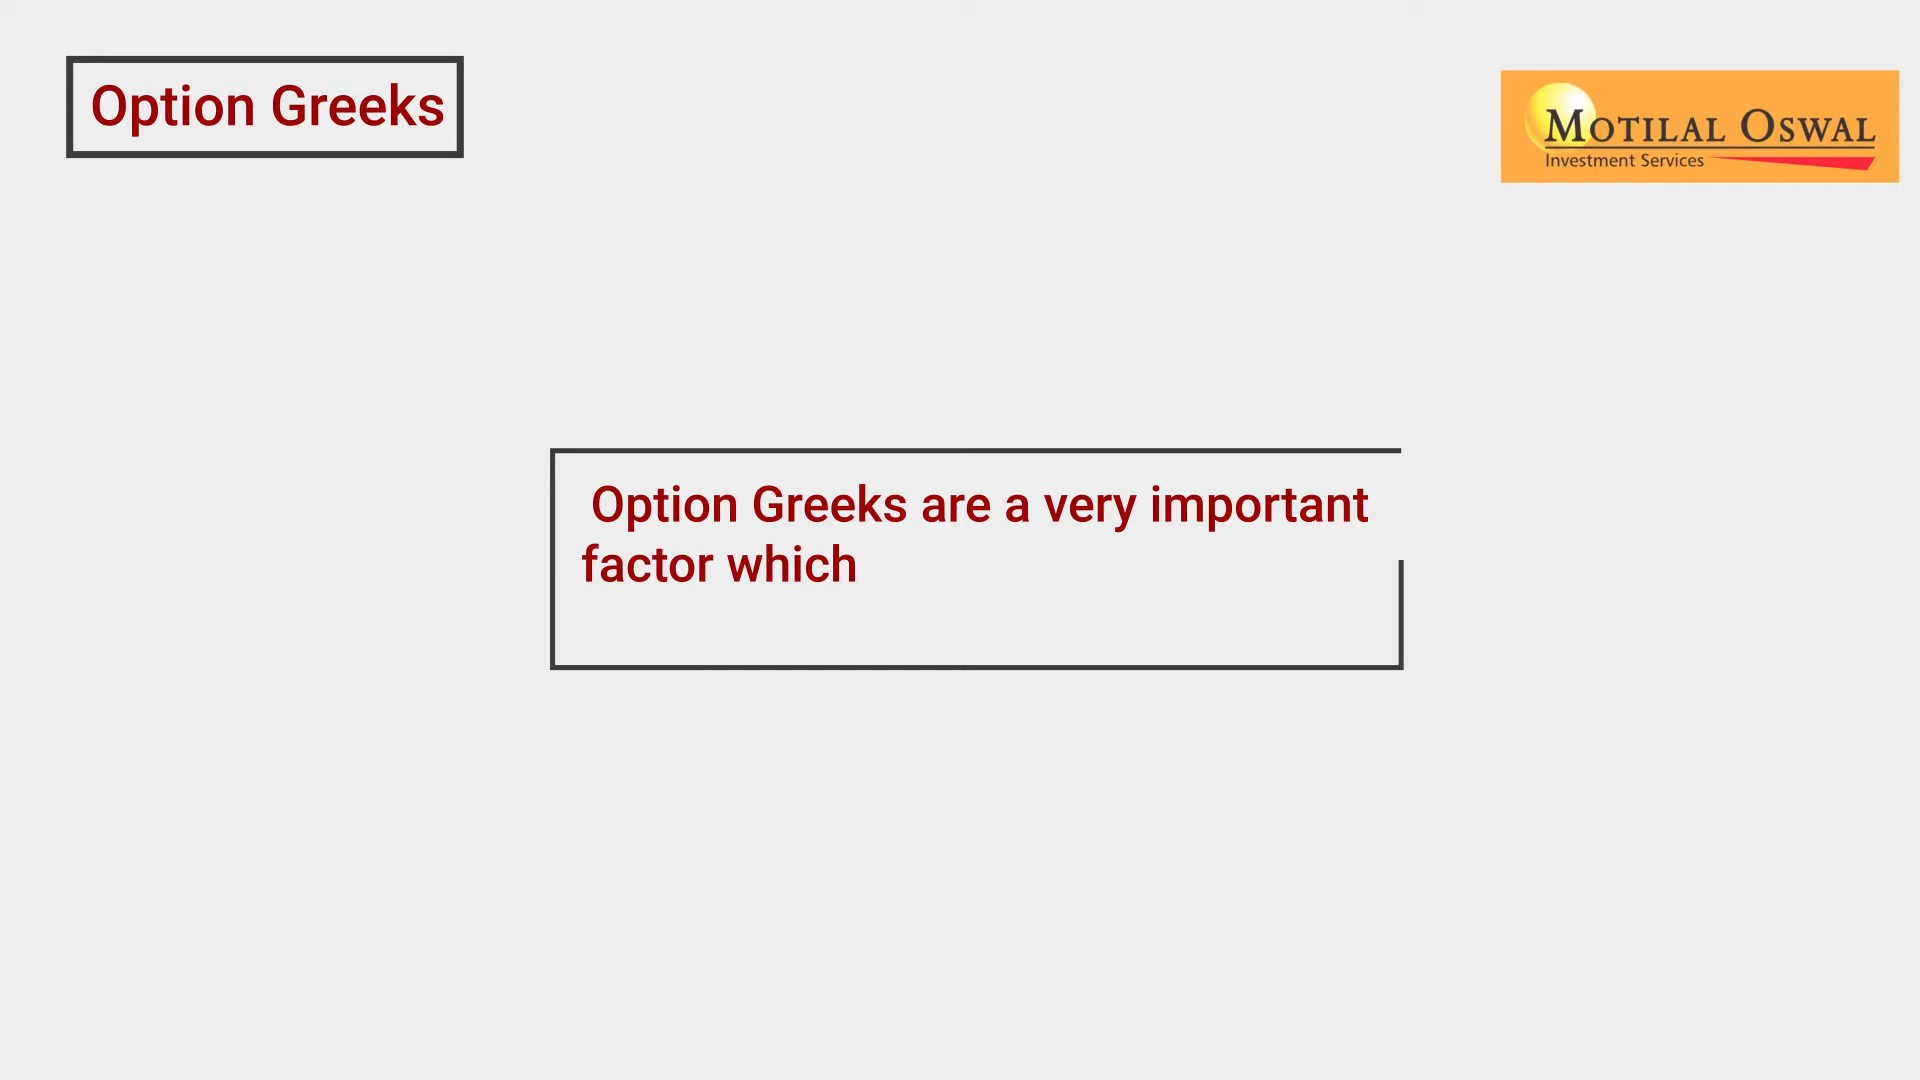 Option Greeks
MOTILAL OSWAL
Investment Services
Option Greeks are a very important
factor which